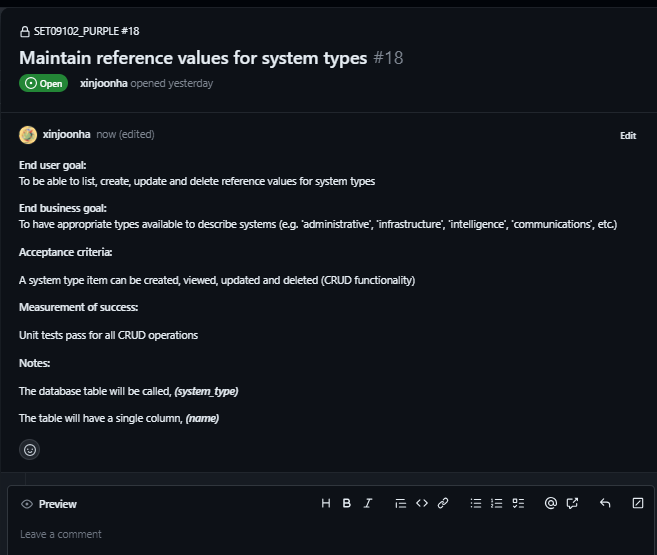 SET09102_PURPLE #18
Maintain reference values for system types #18
Open xinjoonha opened yesterday
xinjoonha now (edited) Edit
End user goal:
To be able to list, create, update and delete reference values for system types
End business goal:
To have appropriate types available to describe systems (e.g. 'administrative', 'infrastructure', 'intelligence', 'communications', etc.)
Acceptance criteria:
A system type item can be created, viewed, updated and deleted (CRUD functionality)
Measurement of success:
Unit tests pass for all CRUD operations
Notes:
The database table will be called, (system_type)
The table will have a single column, (name)
Preview H B I
Leave a comment